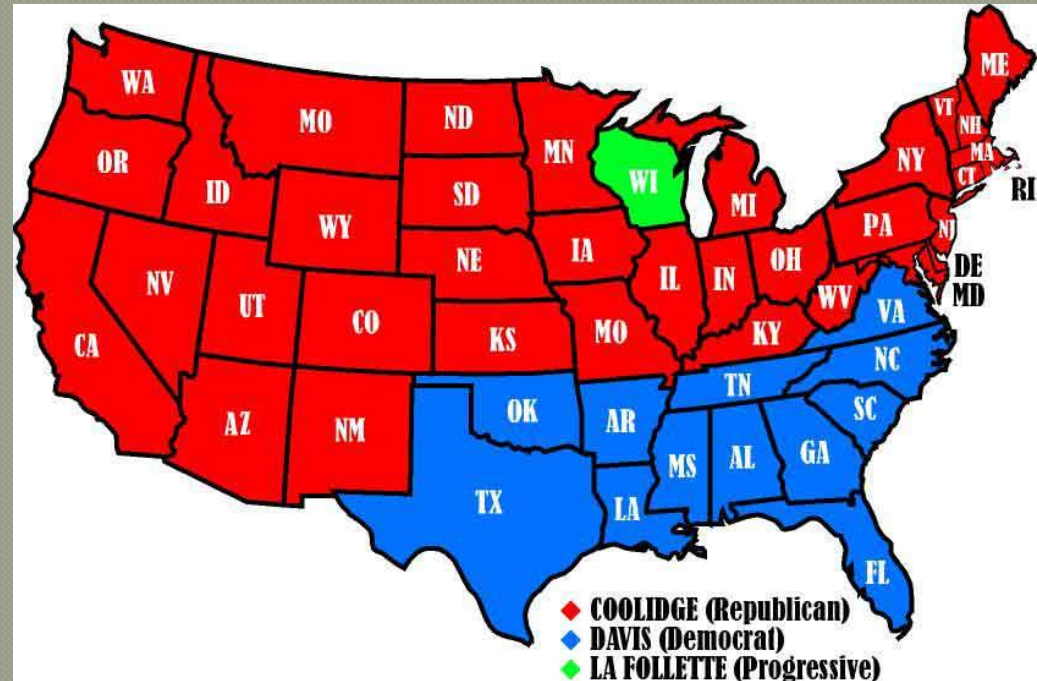 WA
MO
ND
MN
ME
VT
NH
OR
ID
SD
WI
NY
MA
CT
RI
WY
MI
NV
UT
NE
IA
PA
NJ
CA
CO
KS
MO
IL
IN
OH
WV
DE
MD
KY
VA
AZ
NM
OK
AR
TN
NC
SC
TX
LA
MS
AL
GA
FL
COOLIDGE (Republican)
DAVIS (Democrat)
LA FOLLETTE (Progressive)